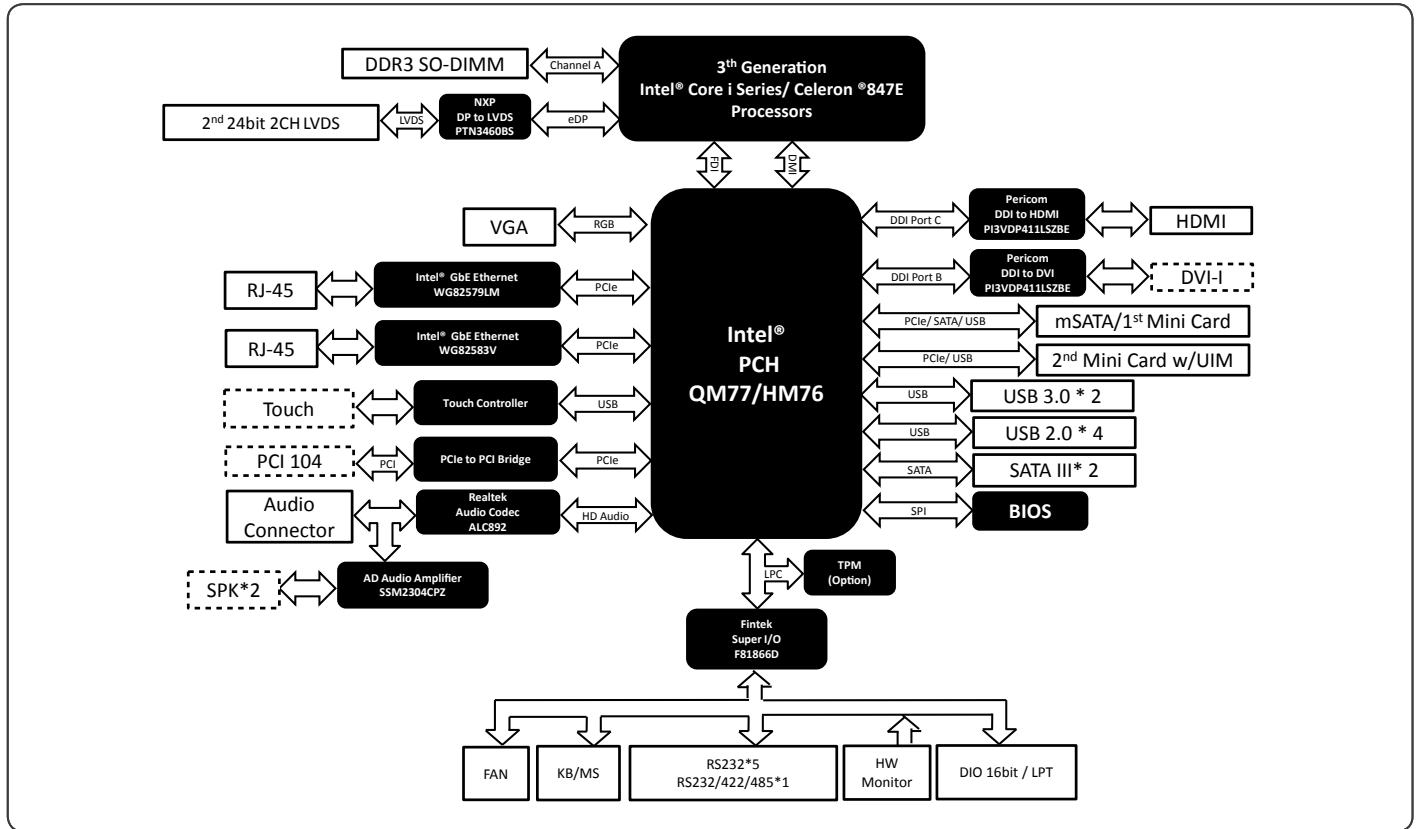 DDR3 SO-DIMM
Channel A
3th Generation
Intel® Core i Series/ Celeron ®847E
Processors
2nd 24bit 2CH LVDS
LVDS
NXP
DP to LVDS
PTN3460BS
eDP
FDI
DMI
VGA
RGB
RJ-45
Intel® GbE Ethernet
WG82579LM
PCIe
RJ-45
Intel® GbE Ethernet
WG82583V
PCIe
Touch
Touch Controller
USB
PCI 104
PCI
PCIe to PCI Bridge
PCIe
Audio
Connector
Realtek
Audio Codec
ALC892
HD Audio
SPK*2
AD Audio Amplifier
SSM2304CPZ
Intel®
PCH
QM77/HM76
DDI Port C
Pericom
DDI to HDMI
PI3VDP411LSZBE
HDMI
DDI Port B
Pericom
DDI to DVI
PI3VDP411LSZBE
DVI-I
PCIe/ SATA/ USB
mSATA/1st Mini Card
PCIe/ USB
2nd Mini Card w/UIM
USB
USB 3.0 * 2
USB
USB 2.0 * 4
SATA
SATA III* 2
SPI
BIOS
LPC
TPM
(Option)
Fintek
Super I/O
F81866D
FAN
KB/MS
RS232*5
RS232/422/485*1
HW
Monitor
DIO 16bit / LPT